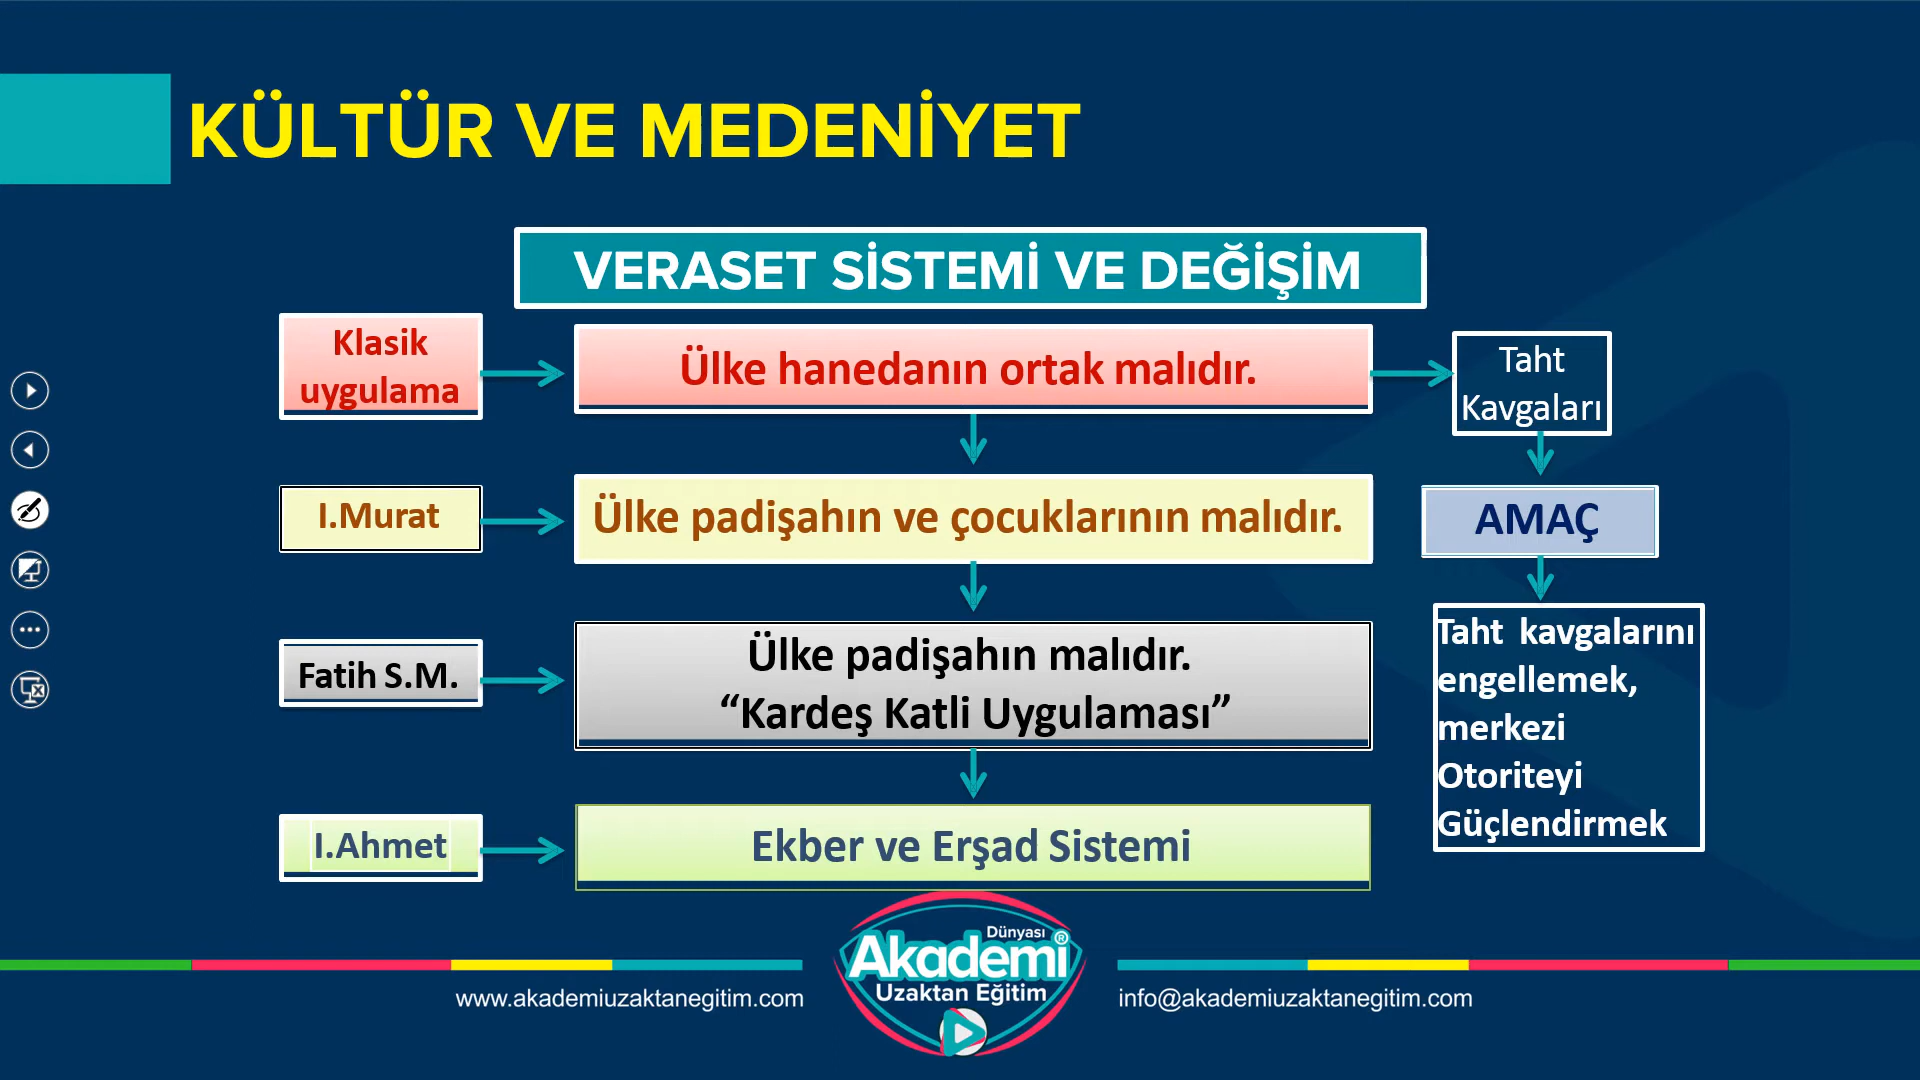 KÜLTÜR VE MEDENİYET
VERASET SİSTEMİ VE DEĞİŞİM
Klasik
uygulama
Ülke hanedanın ortak malıdır.
Taht
Kavgaları
I.Murat
Ülke padişahın ve çocuklarının malıdır.
AMAÇ
Fatih S.M.
Ülke padişahın malıdır.
“Kardeş Katli Uygulaması”
Taht kavgalarını
engellemek,
merkezi
Otoriteyi
Güçlendirmek
I.Ahmet
Ekber ve Erşad Sistemi
Dünyası
Akademi®
Uzaktan Eğitim
www.akademiuzaktanegitim.com
info@akademiuzaktanegitim.com